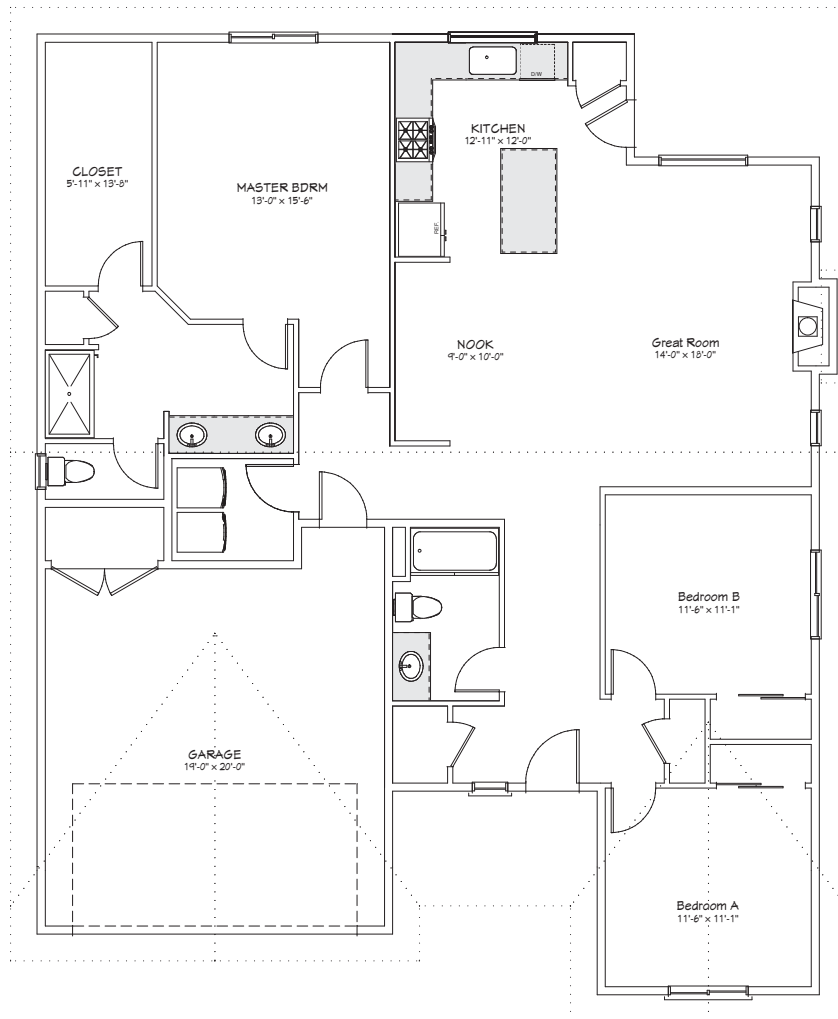 D/W
KITCHEN
12'-11" x 12'-0"
CLOSET
5'-11" x 13'-8"
MASTER BDRM
13'-0" x 15'-6"
REF.
NOOK
9'-0" x 10'-0"
Great Room
14'-0" x 18'-0"
Bedroom B
11'-6" x 11'-1"
GARAGE
19'-0" x 20'-0"
Bedroom A
11'-6" x 11'-1"